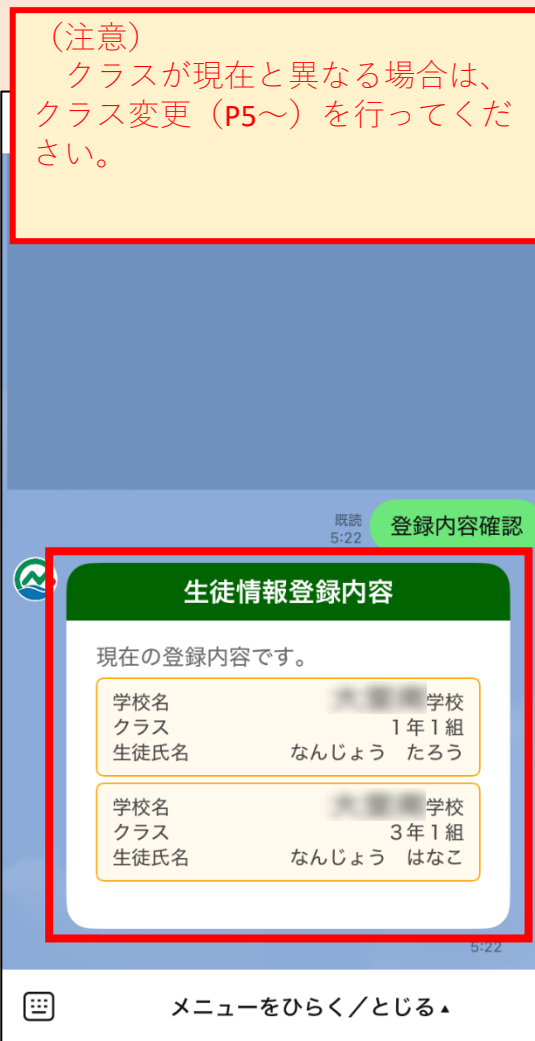 （注意）
　クラスが現在と異なる場合は、
クラス変更（P5～）を行ってくだ
さい。
既読
5:22
登録内容確認
生徒情報登録内容
現在の登録内容です。
学校名　学校
クラス　1年1組
生徒氏名　なんじょう　たろう
学校名　学校
クラス　3年1組
生徒氏名　なんじょう　はなこ
5:22
メニューをひらく／とじる▲